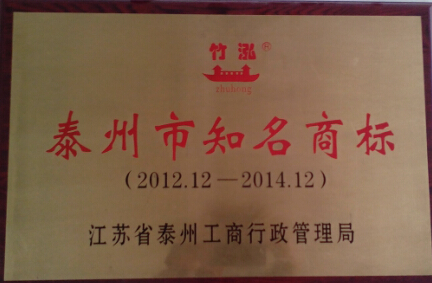 竹泓®
zhuhong
泰州市知名商标
(2012.12—2014.12)
江苏省泰州工商行政管理局